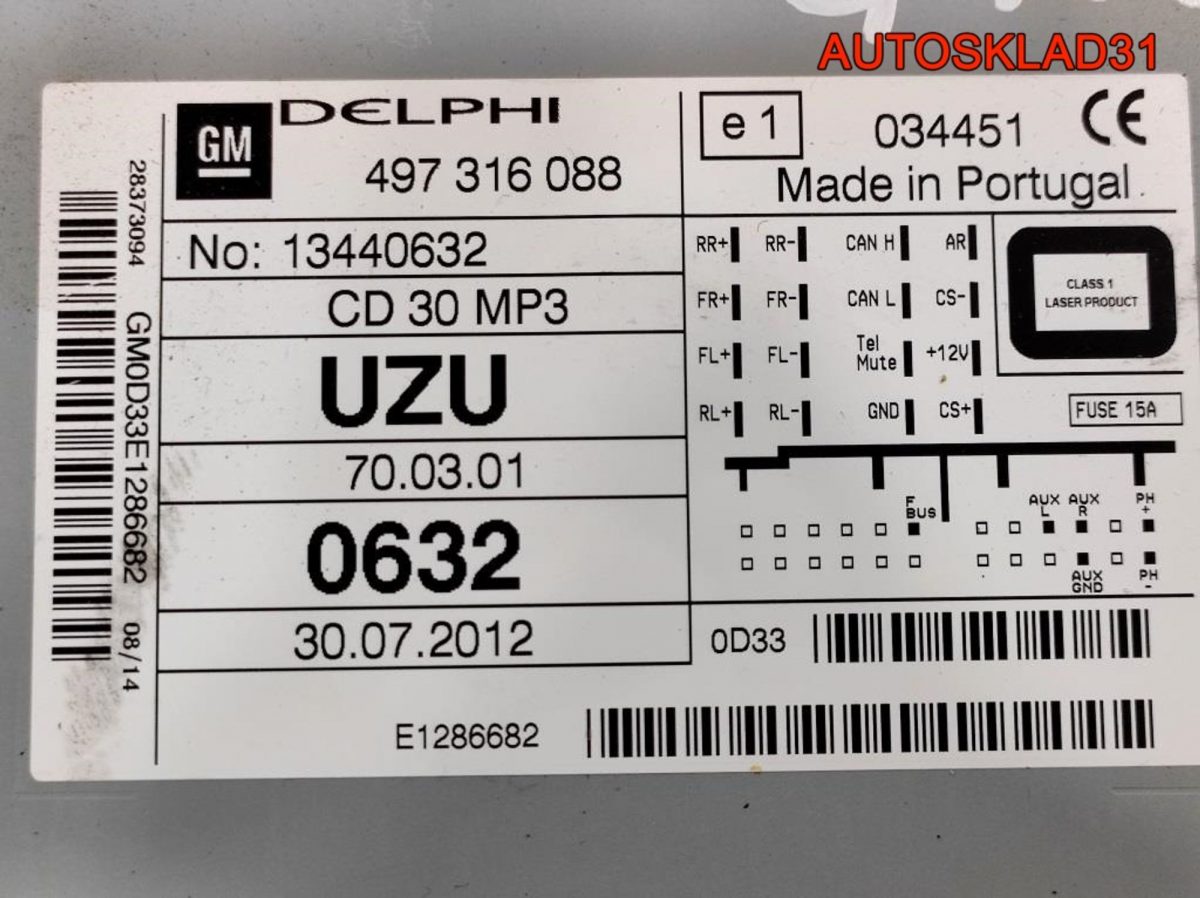 AUTOSKLAD31
GM DELPHI
497 316 088
e 1 034451 CE
Made in Portugal
28373094 GM0D33E1286682 08/14
No: 13440632
CD 30 MP3
UZU
70.03.01
0632
30.07.2012
RR+ RR- CAN H AR
FR+ FR- CAN L CS-
FL+ FL- Tel Mute +12V
RL+ RL- GND CS+
CLASS 1
LASER PRODUCT
FUSE 15A
F BUS AUX L AUX R PH +
AUX GND PH -
0D33
E1286682